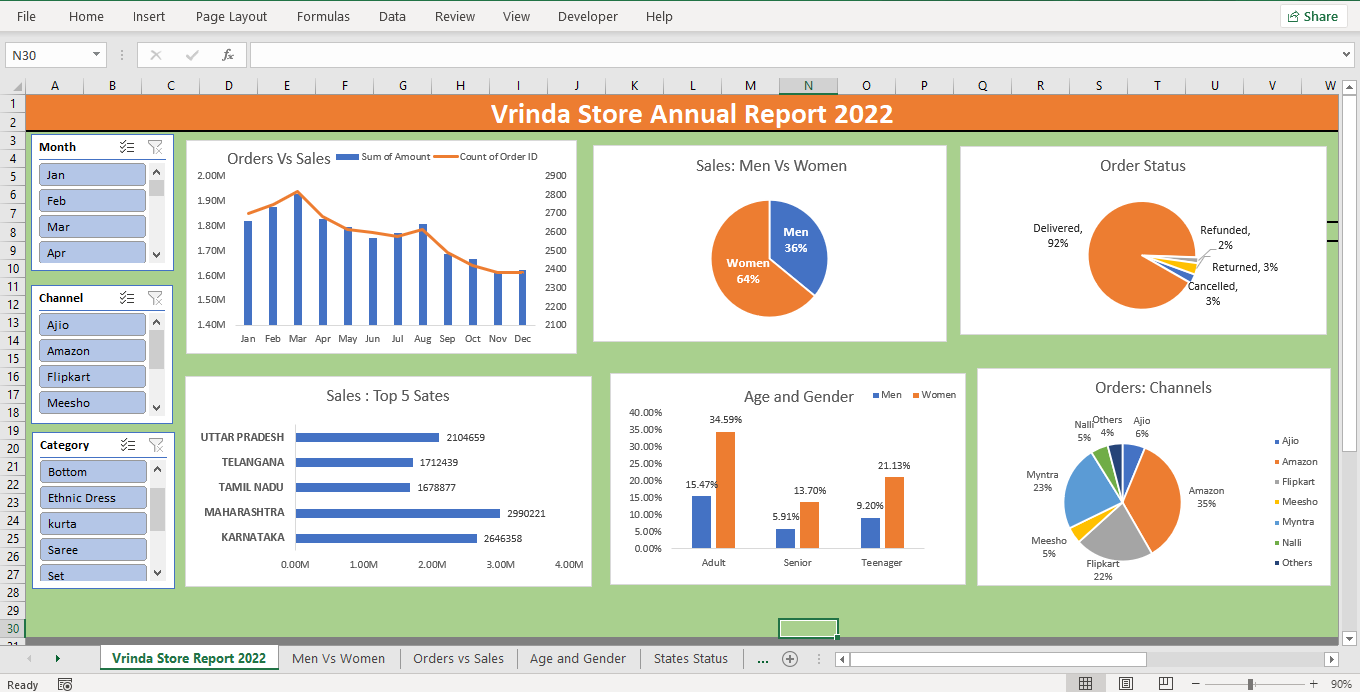 File Home Insert Page Layout Formulas Data Review View Developer Help Share
N30 fx
A B C D E F G H I J K L M N O P Q R S T U V W
1
2
3
4
5
6
7
8
9
10
11
12
13
14
15
16
17
18
19
20
21
22
23
24
25
26
27
28
29
30
Vrinda Store Annual Report 2022
Month
Jan
Feb
Mar
Apr
Channel
Ajio
Amazon
Flipkart
Meesho
Category
Bottom
Ethnic Dress
kurta
Saree
Set
Orders Vs Sales Sum of Amount Count of Order ID
2.00M
1.90M
1.80M
1.70M
1.60M
1.50M
1.40M
2900
2800
2700
2600
2500
2400
2300
2200
2100
Jan Feb Mar Apr May Jun Jul Aug Sep Oct Nov Dec
Sales: Men Vs Women
Men
36%
Women
64%
Order Status
Delivered,
92%
Refunded,
2%
Returned, 3%
Cancelled,
3%
Sales : Top 5 Sates
UTTAR PRADESH 2104659
TELANGANA 1712439
TAMIL NADU 1678877
MAHARASHTRA 2990221
KARNATAKA 2646358
0.00M 1.00M 2.00M 3.00M 4.00M
Age and Gender Men Women
40.00%
35.00%
30.00%
25.00%
20.00%
15.00%
10.00%
5.00%
0.00%
34.59%
15.47%
5.91%
13.70%
9.20%
21.13%
Adult Senior Teenager
Orders: Channels
Nalli
5%
Others
4%
Ajio
6%
Myntra
23%
Amazon
35%
Meesho
5%
Flipkart
22%
Ajio
Amazon
Flipkart
Meesho
Myntra
Nalli
Others
Vrinda Store Report 2022 Men Vs Women Orders vs Sales Age and Gender States Status ...
Ready 90%